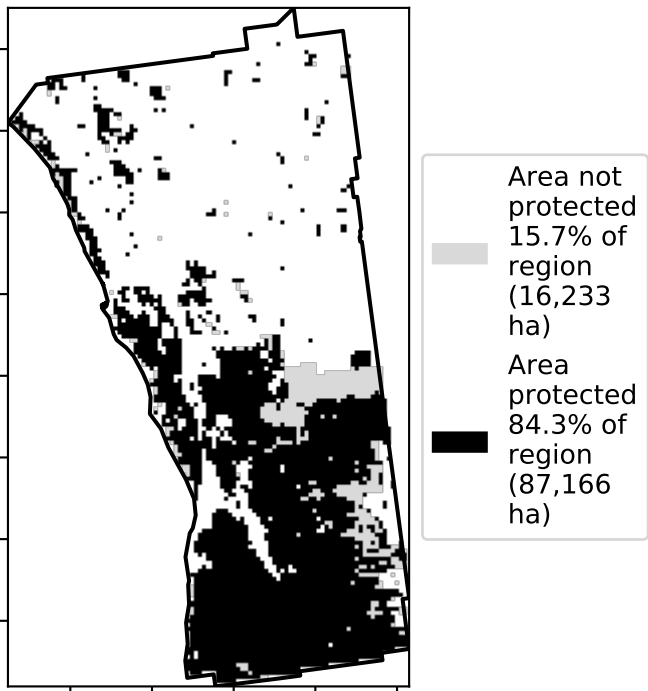 Area not
protected
15.7% of
region
(16,233
ha)
Area
protected
84.3% of
region
(87,166
ha)